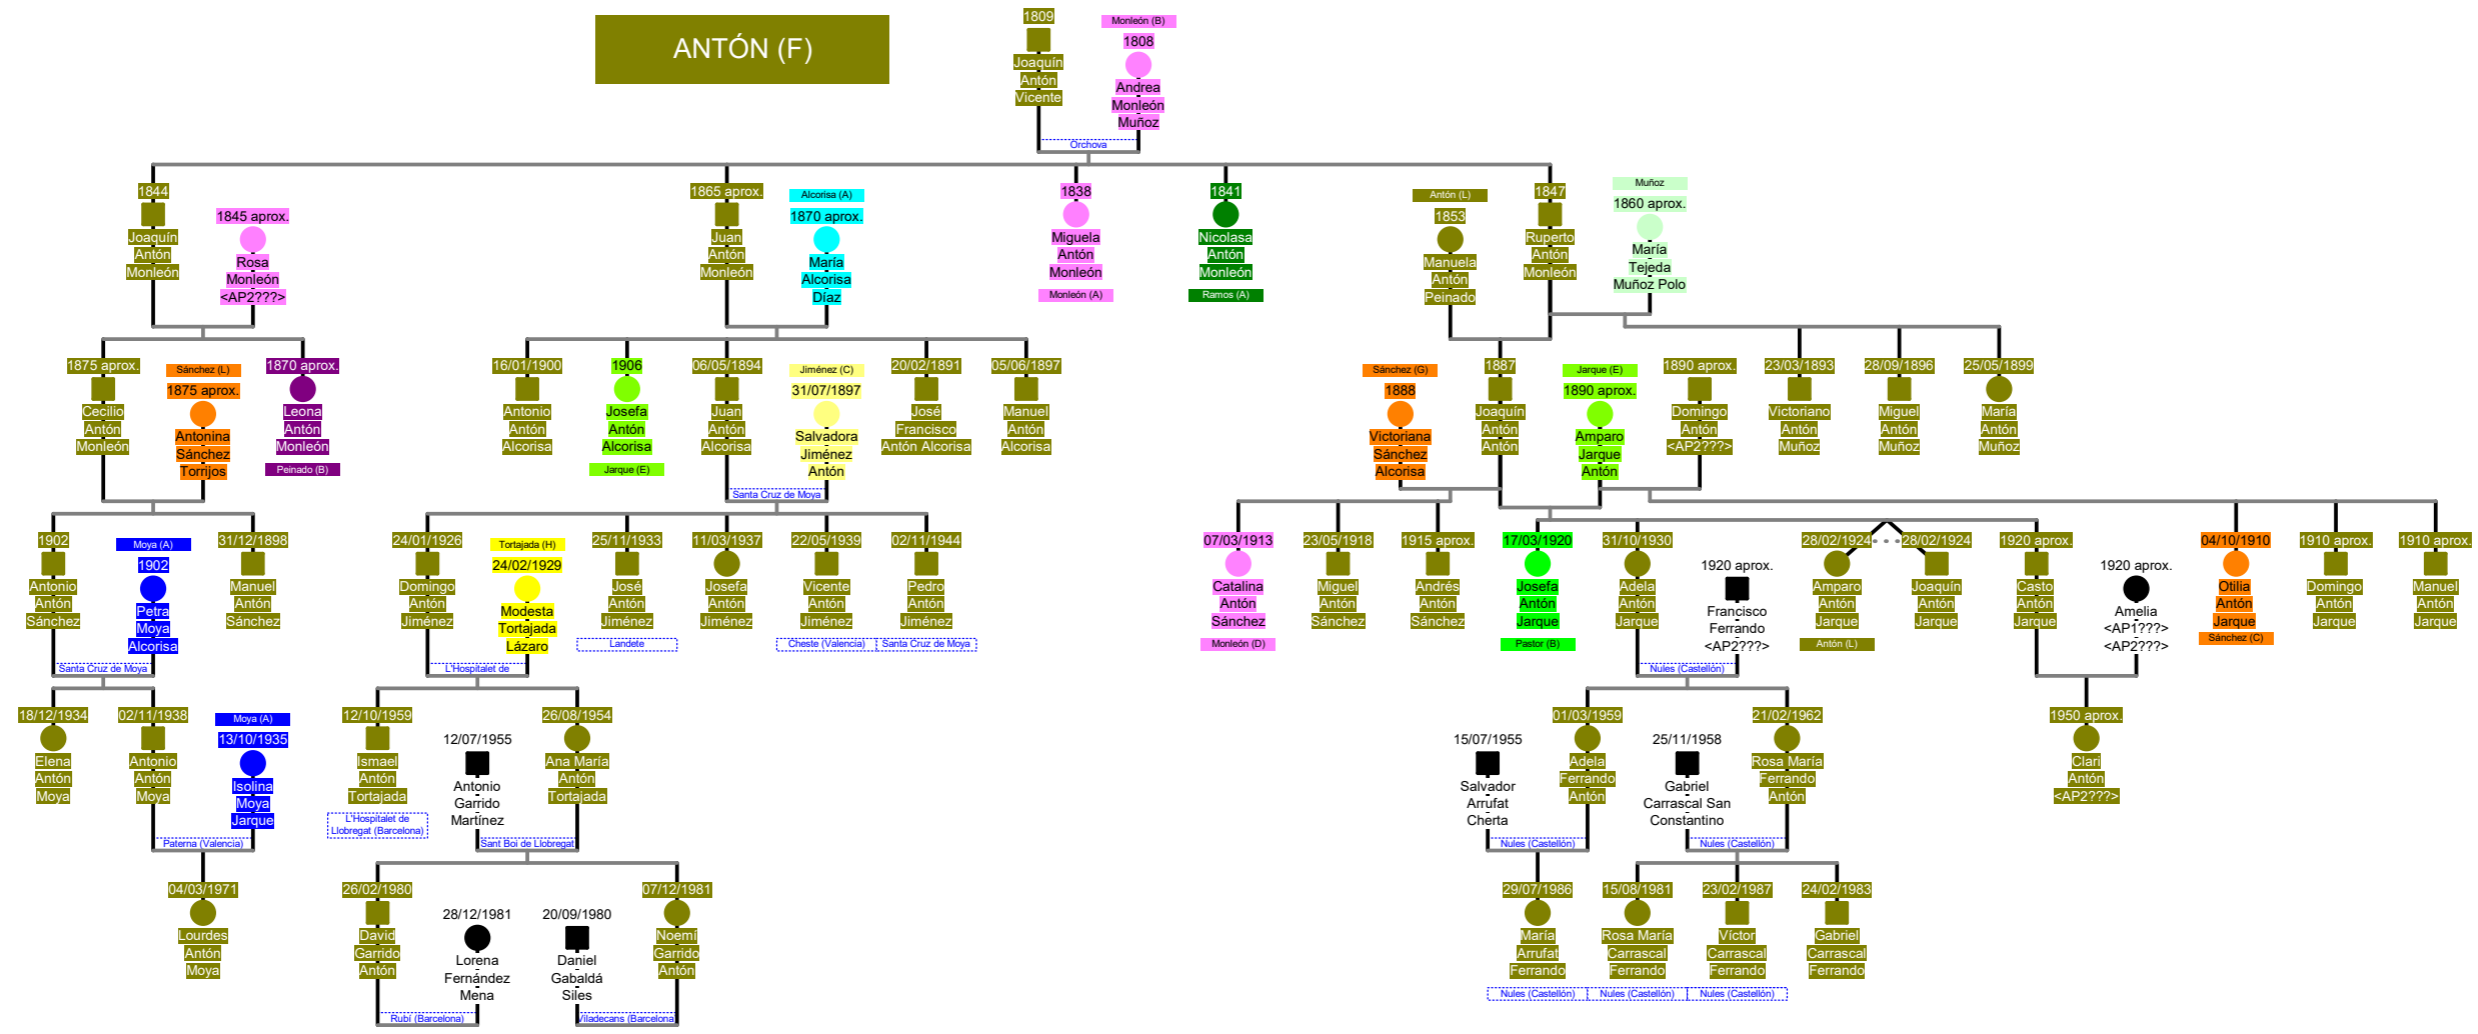 ANTÓN (F)
1809
Joaquín
Antón
Vicente
Monleón (B)
1808
Andrea
Monleón
Muñoz
Orchova
1844
Joaquín
Antón
Monleón
1845 aprox.
Rosa
Monleón
<AP2???>
1865 aprox.
Juan
Antón
Monleón
Alcorisa (A)
1870 aprox.
María
Alcorisa
Díaz
1838
Miguela
Antón
Monleón
Monleón (A)
1841
Nicolasa
Antón
Monleón
Ramos (A)
Antón (L)
1853
Manuela
Antón
Peinado
1847
Ruperto
Antón
Monleón
Muñoz
1860 aprox.
María
Tejeda
Muñoz Polo
1875 aprox.
Cecilio
Antón
Monleón
Sánchez (L)
1875 aprox.
Antonina
Sánchez
Torrijos
1870 aprox.
Leona
Antón
Monleón
Peinado (B)
16/01/1900
Antonio
Antón
Alcorisa
1906
Josefa
Antón
Alcorisa
Jarque (E)
06/05/1894
Juan
Antón
Alcorisa
Jiménez (C)
31/07/1897
Salvadora
Jiménez
Antón
Santa Cruz de Moya
20/02/1891
José
Francisco
Antón Alcorisa
05/06/1897
Manuel
Antón
Alcorisa
Sánchez (G)
1888
Victoriana
Sánchez
Alcorisa
1887
Joaquín
Antón
Antón
Jarque (E)
1890 aprox.
Amparo
Jarque
Antón
1890 aprox.
Domingo
Antón
<AP2???>
23/03/1893
Victoriano
Antón
Muñoz
28/09/1896
Miguel
Antón
Muñoz
25/05/1899
María
Antón
Muñoz
1902
Antonio
Antón
Sánchez
Moya (A)
1902
Petra
Moya
Alcorisa
Santa Cruz de Moya
31/12/1898
Manuel
Antón
Sánchez
24/01/1926
Domingo
Antón
Jiménez
Tortajada (H)
24/02/1929
Modesta
Tortajada
Lázaro
L'Hospitalet de
25/11/1933
José
Antón
Jiménez
Landete
11/03/1937
Josefa
Antón
Jiménez
22/05/1939
Vicente
Antón
Jiménez
Cheste (Valencia)
02/11/1944
Pedro
Antón
Jiménez
Santa Cruz de Moya
07/03/1913
Catalina
Antón
Sánchez
Monleón (D)
23/05/1918
Miguel
Antón
Sánchez
1915 aprox.
Andrés
Antón
Sánchez
17/03/1920
Josefa
Antón
Jarque
Pastor (B)
31/10/1930
Adela
Antón
Jarque
1920 aprox.
Francisco
Ferrando
<AP2???>
Nules (Castellón)
28/02/1924
Amparo
Antón
Jarque
Antón (L)
28/02/1924
Joaquín
Antón
Jarque
1920 aprox.
Casto
Antón
Jarque
1920 aprox.
Amelia
<AP1???>
<AP2???>
04/10/1910
Otilia
Antón
Jarque
Sánchez (C)
1910 aprox.
Domingo
Antón
Jarque
1910 aprox.
Manuel
Antón
Jarque
18/12/1934
Elena
Antón
Moya
02/11/1938
Antonio
Antón
Moya
Moya (A)
13/10/1935
Isolina
Moya
Jarque
Paterna (Valencia)
12/10/1959
Ismael
Antón
Tortajada
L'Hospitalet de
Llobregat (Barcelona)
12/07/1955
Antonio
Garrido
Martínez
26/08/1954
Ana María
Antón
Tortajada
Sant Boi de Llobregat
15/07/1955
Salvador
Arrufat
Cherta
01/03/1959
Adela
Ferrando
Antón
Nules (Castellón)
25/11/1958
Gabriel
Carrascal San
Constantino
21/02/1962
Rosa María
Ferrando
Antón
Nules (Castellón)
1950 aprox.
Clari
Antón
<AP2???>
04/03/1971
Lourdes
Antón
Moya
26/02/1980
David
Garrido
Antón
28/12/1981
Lorena
Fernández
Mena
Rubí (Barcelona)
20/09/1980
Daniel
Gabaldá
Siles
07/12/1981
Noemí
Garrido
Antón
Viladecans (Barcelona
29/07/1986
María
Arrufat
Ferrando
Nules (Castellón)
15/08/1981
Rosa María
Carrascal
Ferrando
Nules (Castellón)
23/02/1987
Víctor
Carrascal
Ferrando
Nules (Castellón)
24/02/1983
Gabriel
Carrascal
Ferrando